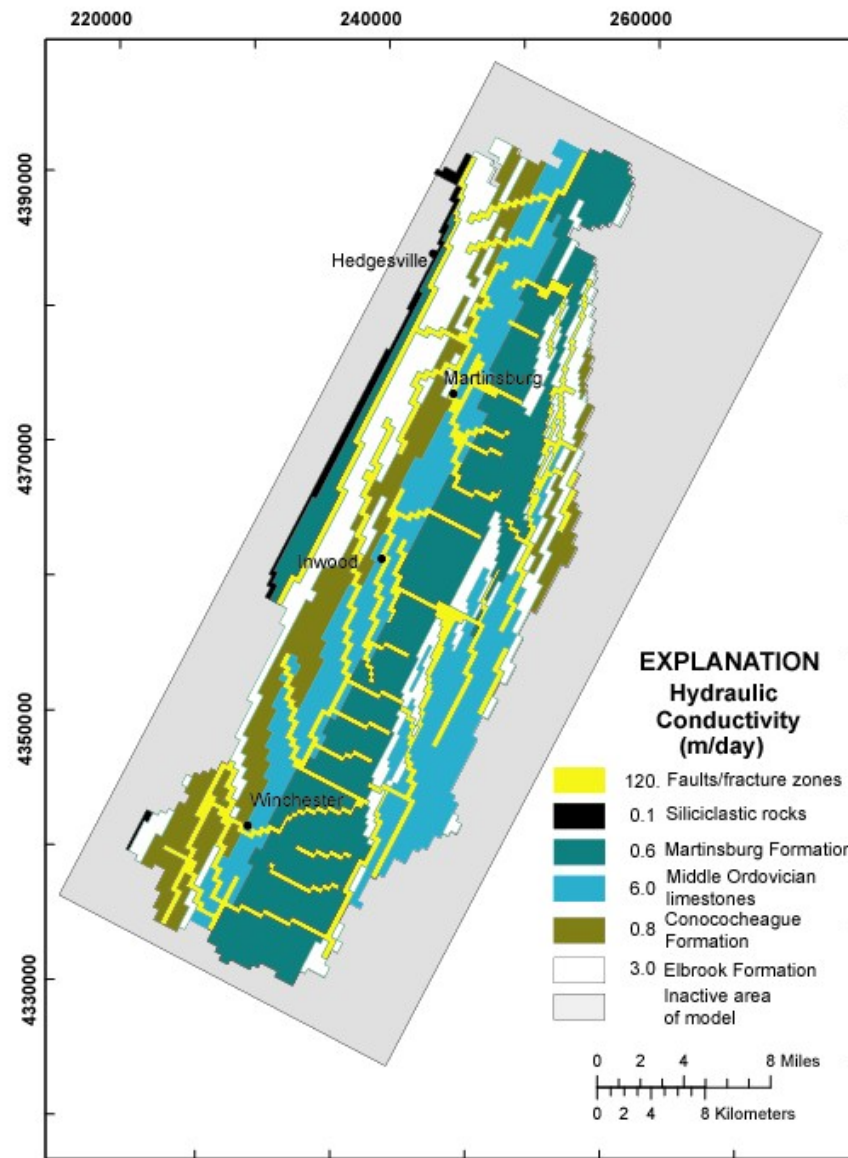 220000 240000 260000
4390000
Hedgesville
Martinsburg
4370000
Inwood
EXPLANATION
Hydraulic
Conductivity
(m/day)
4350000
120. Faults/fracture zones
Winchester
0.1 Siliciclastic rocks
0.6 Martinsburg Formation
6.0 Middle Ordovician
limestones
0.8 Conococheague
Formation
3.0 Elbrook Formation
4330000
Inactive area
of model
0 2 4 8 Miles
0 2 4 8 Kilometers